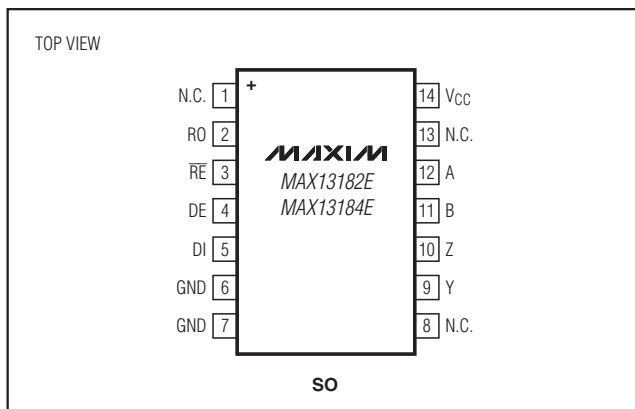 TOP VIEW
N.C. 1
RO 2
R̅E̅ 3
DE 4
DI 5
GND 6
GND 7
+
MAXIM
MAX13182E
MAX13184E
14 VCC
13 N.C.
12 A
11 B
10 Z
9 Y
8 N.C.
SO